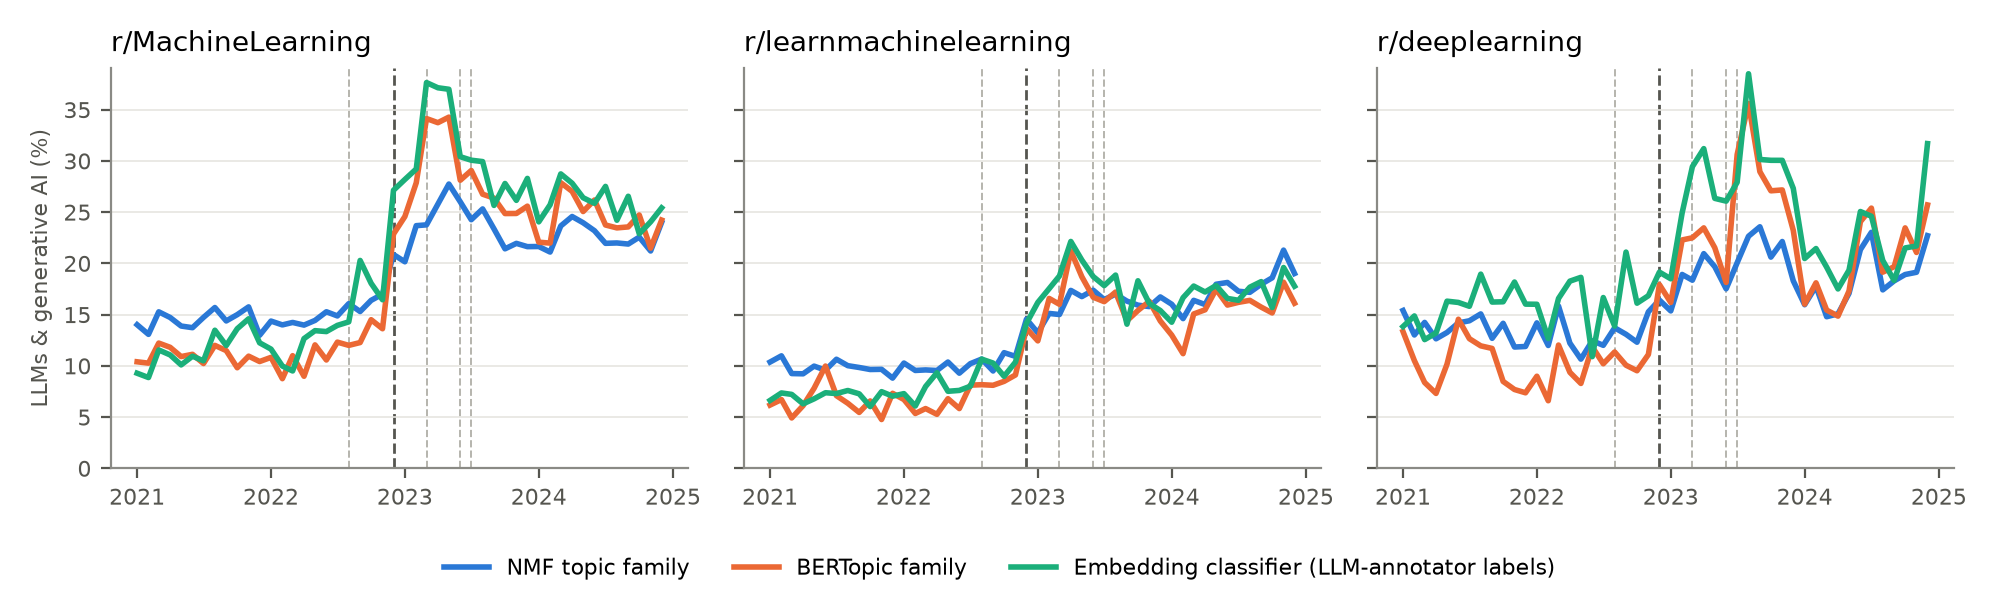 r/MachineLearning
r/learnmachinelearning
r/deeplearning
LLMs & generative AI (%)
35
30
25
20
15
10
5
0
2021 2022 2023 2024 2025
2021 2022 2023 2024 2025
2021 2022 2023 2024 2025
NMF topic family
BERTopic family
Embedding classifier (LLM-annotator labels)